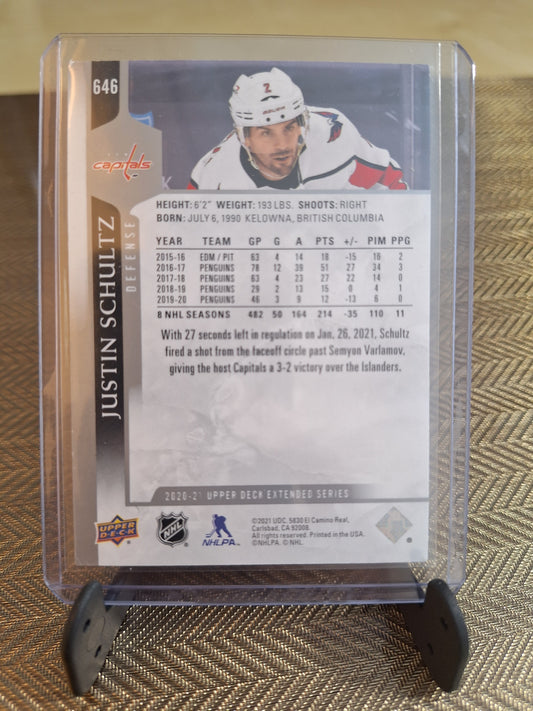 646
capitals
JUSTIN SCHULTZ
DEFENSE
2
HEIGHT: 6'2" WEIGHT: 193 LBS. SHOOTS: RIGHT
BORN: JULY 6, 1990 KELOWNA, BRITISH COLUMBIA
YEAR TEAM GP G A PTS +/- PIM PPG
2015-16 EDM / PIT 63 4 14 18 -15 16 2
2016-17 PENGUINS 78 12 39 51 27 34 3
2017-18 PENGUINS 63 4 23 27 22 14 0
2018-19 PENGUINS 29 2 13 15 0 4 1
2019-20 PENGUINS 46 3 9 12 -13 6 0
8 NHL SEASONS 482 50 164 214 -35 110 11
With 27 seconds left in regulation on Jan. 26, 2021, Schultz
fired a shot from the faceoff circle past Semyon Varlamov,
giving the host Capitals a 3-2 victory over the Islanders.
2020-21 UPPER DECK EXTENDED SERIES
UPPER
DECK
NHL
NHLPA
©2021 UDC. 5830 El Camino Real,
Carlsbad, CA 92008.
All rights reserved. Printed in the USA.
©NHLPA. ©NHL.